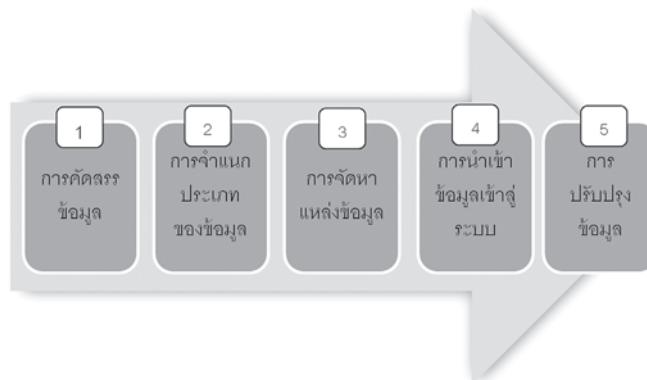 1
การคัดสรร
ข้อมูล
2
การจำแนก
ประเภท
ของข้อมูล
3
การจัดหา
แหล่งข้อมูล
4
การนำเข้า
ข้อมูลเข้าสู่
ระบบ
5
การ
ปรับปรุง
ข้อมูล